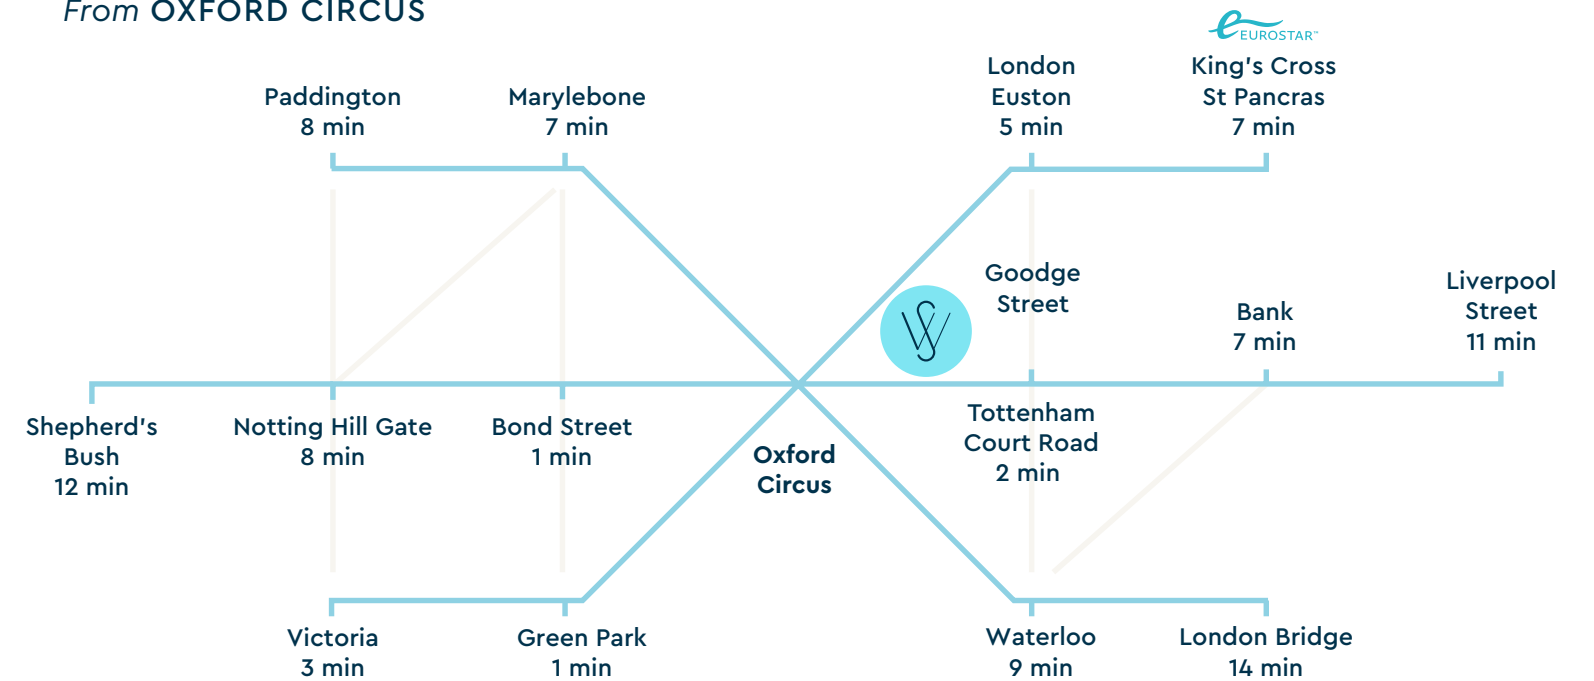 From OXFORD CIRCUS
EUROSTAR™
Paddington
8 min
Marylebone
7 min
London
Euston
5 min
King's Cross
St Pancras
7 min
Goodge
Street
Bank
7 min
Liverpool
Street
11 min
Shepherd's
Bush
12 min
Notting Hill Gate
8 min
Bond Street
1 min
Oxford
Circus
Tottenham
Court Road
2 min
Victoria
3 min
Green Park
1 min
Waterloo
9 min
London Bridge
14 min